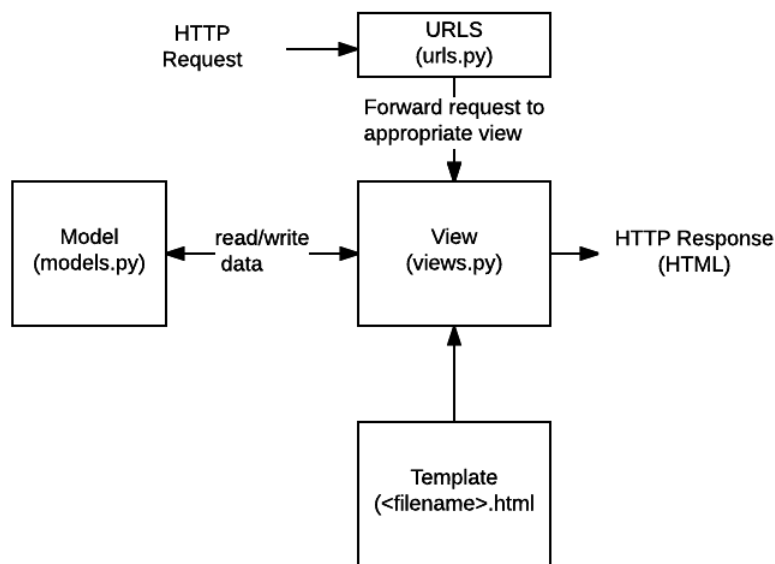 HTTP
Request
URLS
(urls.py)
Forward request to
appropriate view
Model
(models.py)
read/write
data
View
(views.py)
HTTP Response
(HTML)
Template
(<filename>.html